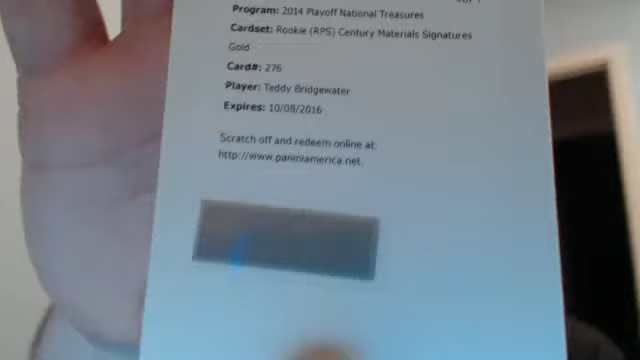 Program: 2014 Playoff National Treasures
Cardset: Rookie (RPS) Century Materials Signatures
Gold
Card#: 276
Player: Teddy Bridgewater
Expires: 10/08/2016
Scratch off and redeem online at:
http://www.paniniamerica.net.